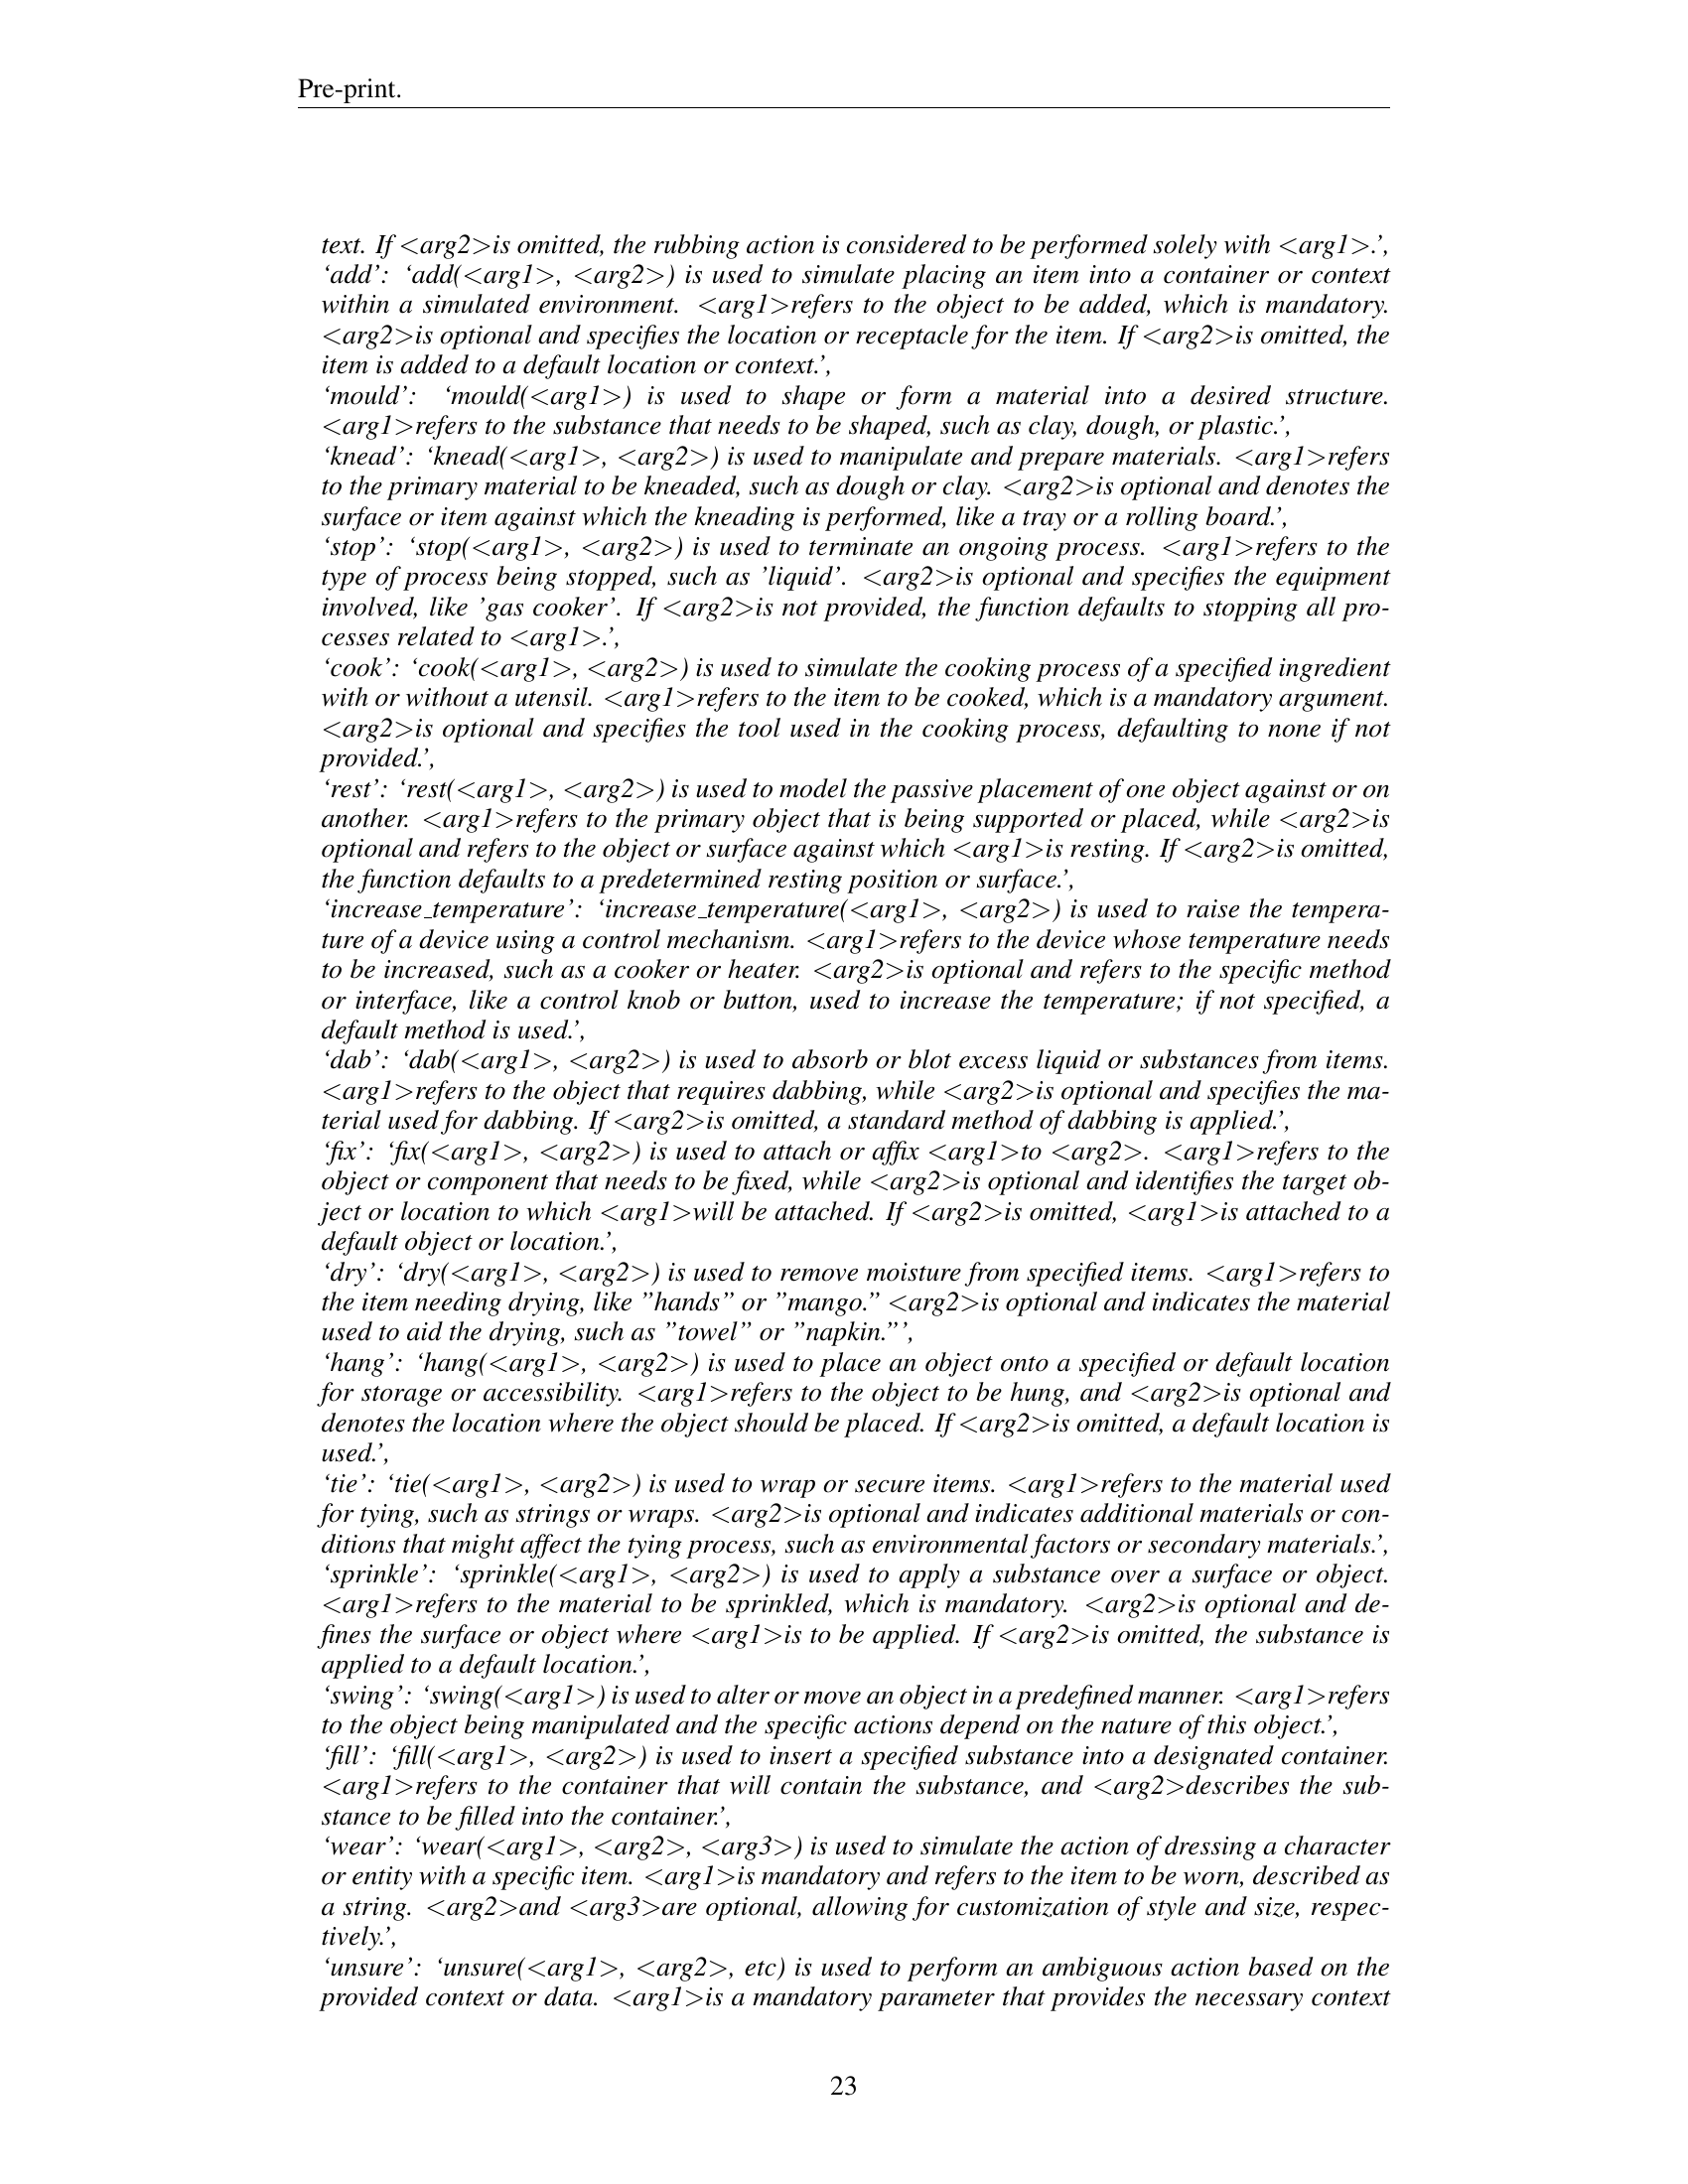 Pre-print.
text. If <arg2>is omitted, the rubbing action is considered to be performed solely with <arg1>.’,
‘add’: ‘add(<arg1>, <arg2>) is used to simulate placing an item into a container or context
within a simulated environment. <arg1>refers to the object to be added, which is mandatory.
<arg2>is optional and specifies the location or receptacle for the item. If <arg2>is omitted, the
item is added to a default location or context.’,
‘mould’: ‘mould(<arg1>) is used to shape or form a material into a desired structure.
<arg1>refers to the substance that needs to be shaped, such as clay, dough, or plastic.’,
‘knead’: ‘knead(<arg1>, <arg2>) is used to manipulate and prepare materials. <arg1>refers
to the primary material to be kneaded, such as dough or clay. <arg2>is optional and denotes the
surface or item against which the kneading is performed, like a tray or a rolling board.’,
‘stop’: ‘stop(<arg1>, <arg2>) is used to terminate an ongoing process. <arg1>refers to the
type of process being stopped, such as ’liquid’. <arg2>is optional and specifies the equipment
involved, like ’gas cooker’. If <arg2>is not provided, the function defaults to stopping all pro-
cesses related to <arg1>.’,
‘cook’: ‘cook(<arg1>, <arg2>) is used to simulate the cooking process of a specified ingredient
with or without a utensil. <arg1>refers to the item to be cooked, which is a mandatory argument.
<arg2>is optional and specifies the tool used in the cooking process, defaulting to none if not
provided.’,
‘rest’: ‘rest(<arg1>, <arg2>) is used to model the passive placement of one object against or on
another. <arg1>refers to the primary object that is being supported or placed, while <arg2>is
optional and refers to the object or surface against which <arg1>is resting. If <arg2>is omitted,
the function defaults to a predetermined resting position or surface.’,
‘increase_temperature’: ‘increase_temperature(<arg1>, <arg2>) is used to raise the tempera-
ture of a device using a control mechanism. <arg1>refers to the device whose temperature needs
to be increased, such as a cooker or heater. <arg2>is optional and refers to the specific method
or interface, like a control knob or button, used to increase the temperature; if not specified, a
default method is used.’,
‘dab’: ‘dab(<arg1>, <arg2>) is used to absorb or blot excess liquid or substances from items.
<arg1>refers to the object that requires dabbing, while <arg2>is optional and specifies the ma-
terial used for dabbing. If <arg2>is omitted, a standard method of dabbing is applied.’,
‘fix’: ‘fix(<arg1>, <arg2>) is used to attach or affix <arg1>to <arg2>. <arg1>refers to the
object or component that needs to be fixed, while <arg2>is optional and identifies the target ob-
ject or location to which <arg1>will be attached. If <arg2>is omitted, <arg1>is attached to a
default object or location.’,
‘dry’: ‘dry(<arg1>, <arg2>) is used to remove moisture from specified items. <arg1>refers to
the item needing drying, like ”hands” or ”mango.” <arg2>is optional and indicates the material
used to aid the drying, such as ”towel” or ”napkin.”’,
‘hang’: ‘hang(<arg1>, <arg2>) is used to place an object onto a specified or default location
for storage or accessibility. <arg1>refers to the object to be hung, and <arg2>is optional and
denotes the location where the object should be placed. If <arg2>is omitted, a default location is
used.’,
‘tie’: ‘tie(<arg1>, <arg2>) is used to wrap or secure items. <arg1>refers to the material used
for tying, such as strings or wraps. <arg2>is optional and indicates additional materials or con-
ditions that might affect the tying process, such as environmental factors or secondary materials.’,
‘sprinkle’: ‘sprinkle(<arg1>, <arg2>) is used to apply a substance over a surface or object.
<arg1>refers to the material to be sprinkled, which is mandatory. <arg2>is optional and de-
fines the surface or object where <arg1>is to be applied. If <arg2>is omitted, the substance is
applied to a default location.’,
‘swing’: ‘swing(<arg1>) is used to alter or move an object in a predefined manner. <arg1>refers
to the object being manipulated and the specific actions depend on the nature of this object.’,
‘fill’: ‘fill(<arg1>, <arg2>) is used to insert a specified substance into a designated container.
<arg1>refers to the container that will contain the substance, and <arg2>describes the sub-
stance to be filled into the container.’,
‘wear’: ‘wear(<arg1>, <arg2>, <arg3>) is used to simulate the action of dressing a character
or entity with a specific item. <arg1>is mandatory and refers to the item to be worn, described as
a string. <arg2>and <arg3>are optional, allowing for customization of style and size, respec-
tively.’,
‘unsure’: ‘unsure(<arg1>, <arg2>, etc) is used to perform an ambiguous action based on the
provided context or data. <arg1>is a mandatory parameter that provides the necessary context
23